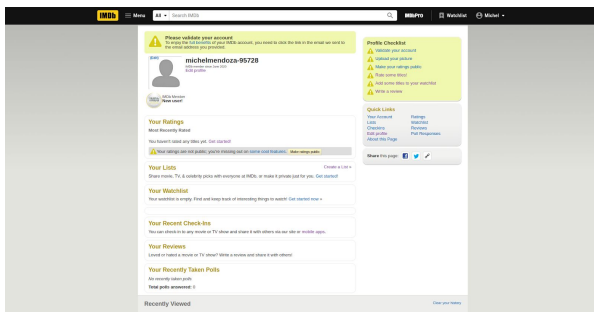 IMDb Menu All Search IMDb IMDbPro Watchlist Michel
Please validate your account
To enjoy the full benefits of your IMDb account, you need to click the link in the email we sent to
the email address you provided.
michelmendoza-95728
IMDb member since June 2020
Edit profile
IMDb Member
New user!
Your Ratings
Most Recently Rated
You haven't rated any titles yet. Get started!
Your ratings are not public, you're missing out on some cool features. Make ratings public
Your Lists
Create a List »
Share movie, TV, & celebrity picks with everyone at IMDb, or make it private just for you. Get started!
Your Watchlist
Your watchlist is empty. Find and keep track of interesting things to watch! Get started now »
Your Recent Check-Ins
You can check in to any movie or TV show and share it with others via our site or mobile apps.
Your Reviews
Loved or hated a movie or TV show? Write a review and share it with others!
Your Recently Taken Polls
No recently taken polls
Total polls answered: 0
Profile Checklist
Validate your account
Upload your picture
Make your ratings public
Rate some titles!
Add some titles to your watchlist
Write a review
Quick Links
Your Account Ratings
Lists Watchlist
Checkins Reviews
Edit profile Poll Responses
About this Page
Share this page:
Recently Viewed
Clear your history